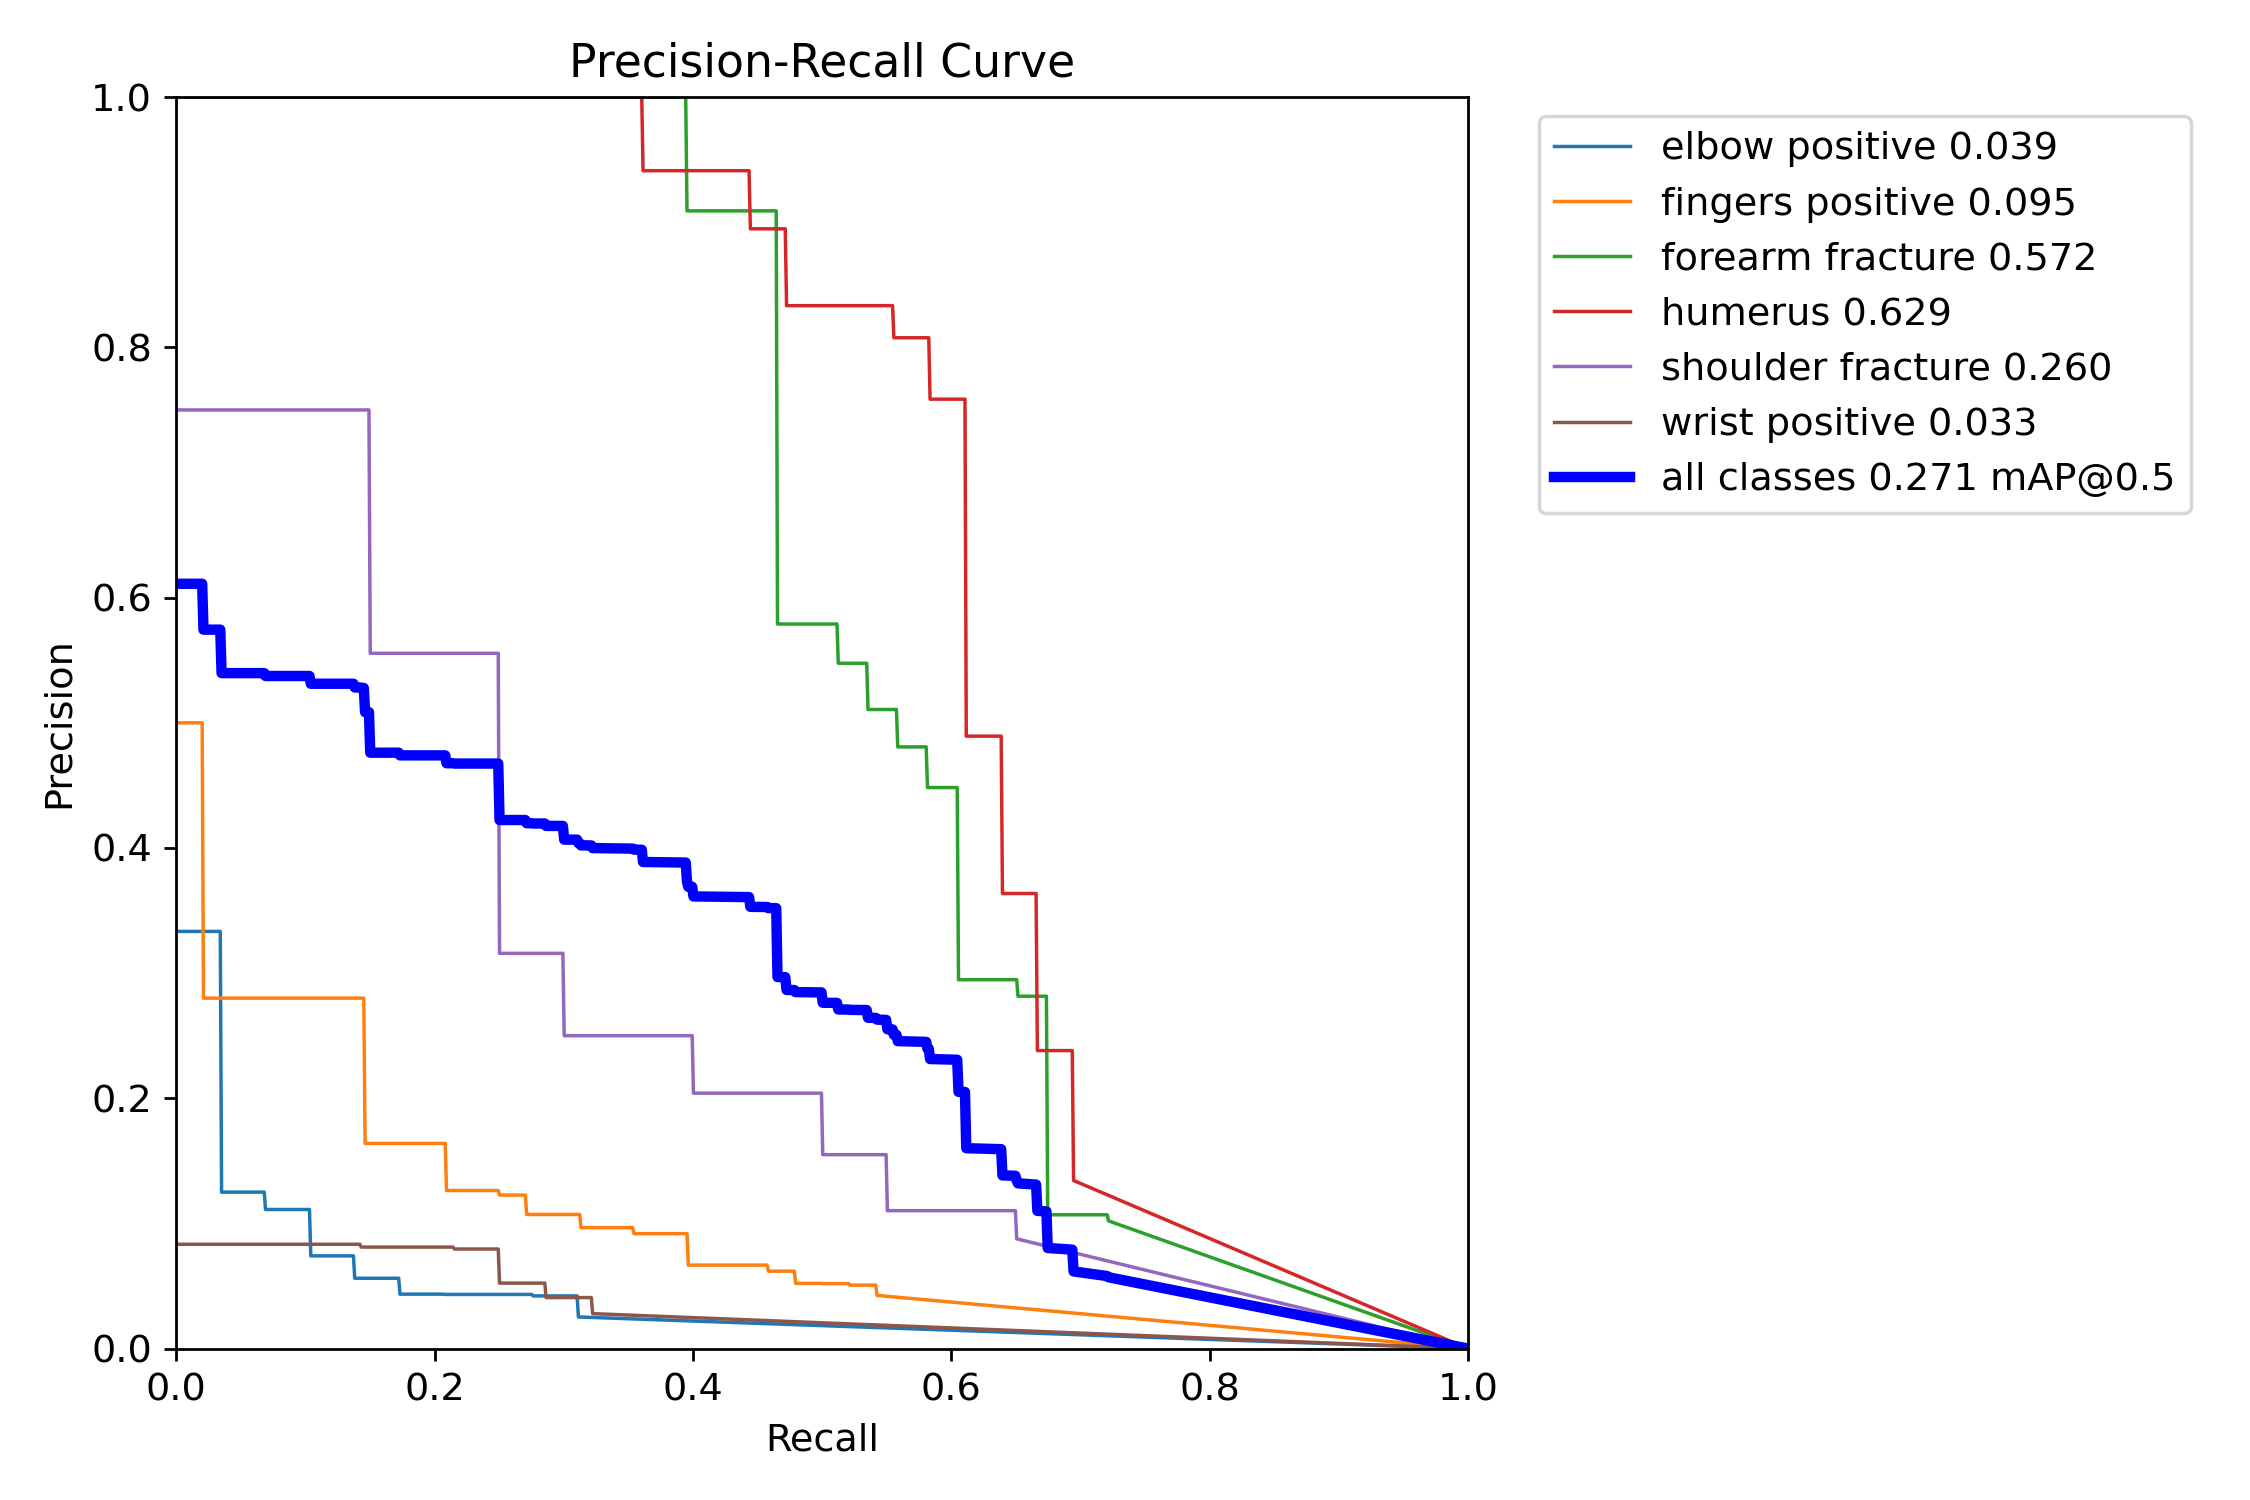 Precision-Recall Curve
1.0
0.8
0.6
0.4
0.2
0.0
Precision
0.0 0.2 0.4 0.6 0.8 1.0
Recall
elbow positive 0.039
fingers positive 0.095
forearm fracture 0.572
humerus 0.629
shoulder fracture 0.260
wrist positive 0.033
all classes 0.271 mAP@0.5